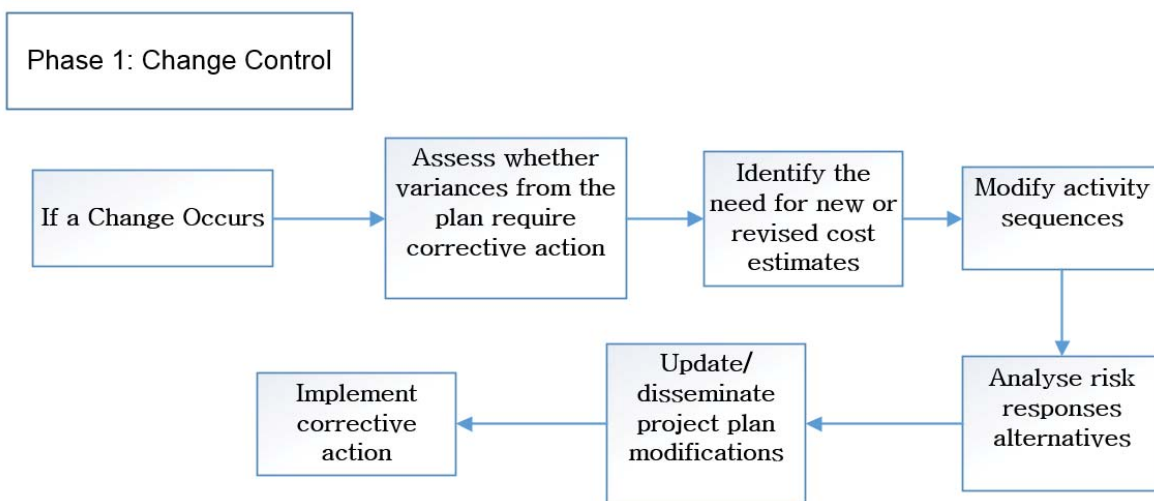 Phase 1: Change Control
If a Change Occurs
Assess whether
variances from the
plan require
corrective action
Identify the
need for new or
revised cost
estimates
Modify activity
sequences
Analyse risk
responses
alternatives
Update/
disseminate
project plan
modifications
Implement
corrective
action